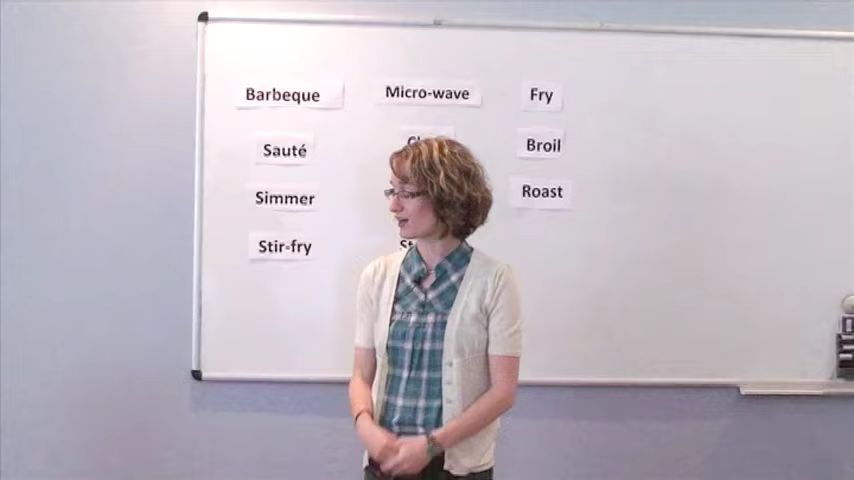 Barbeque
Micro-wave
Fry
Sauté
Broil
Simmer
Roast
Stir-fry